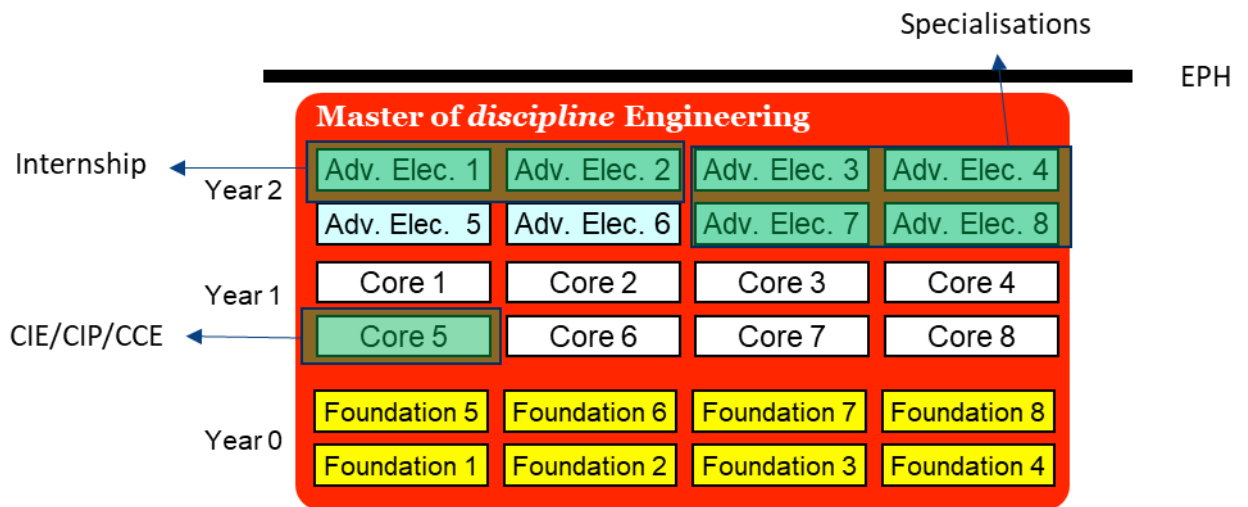 Specialisations
EPH
Master of discipline Engineering
Internship
Year 2
Adv. Elec. 1 Adv. Elec. 2 Adv. Elec. 3 Adv. Elec. 4
Adv. Elec. 5 Adv. Elec. 6 Adv. Elec. 7 Adv. Elec. 8
Year 1
Core 1 Core 2 Core 3 Core 4
CIE/CIP/CCE
Core 5 Core 6 Core 7 Core 8
Year 0
Foundation 5 Foundation 6 Foundation 7 Foundation 8
Foundation 1 Foundation 2 Foundation 3 Foundation 4